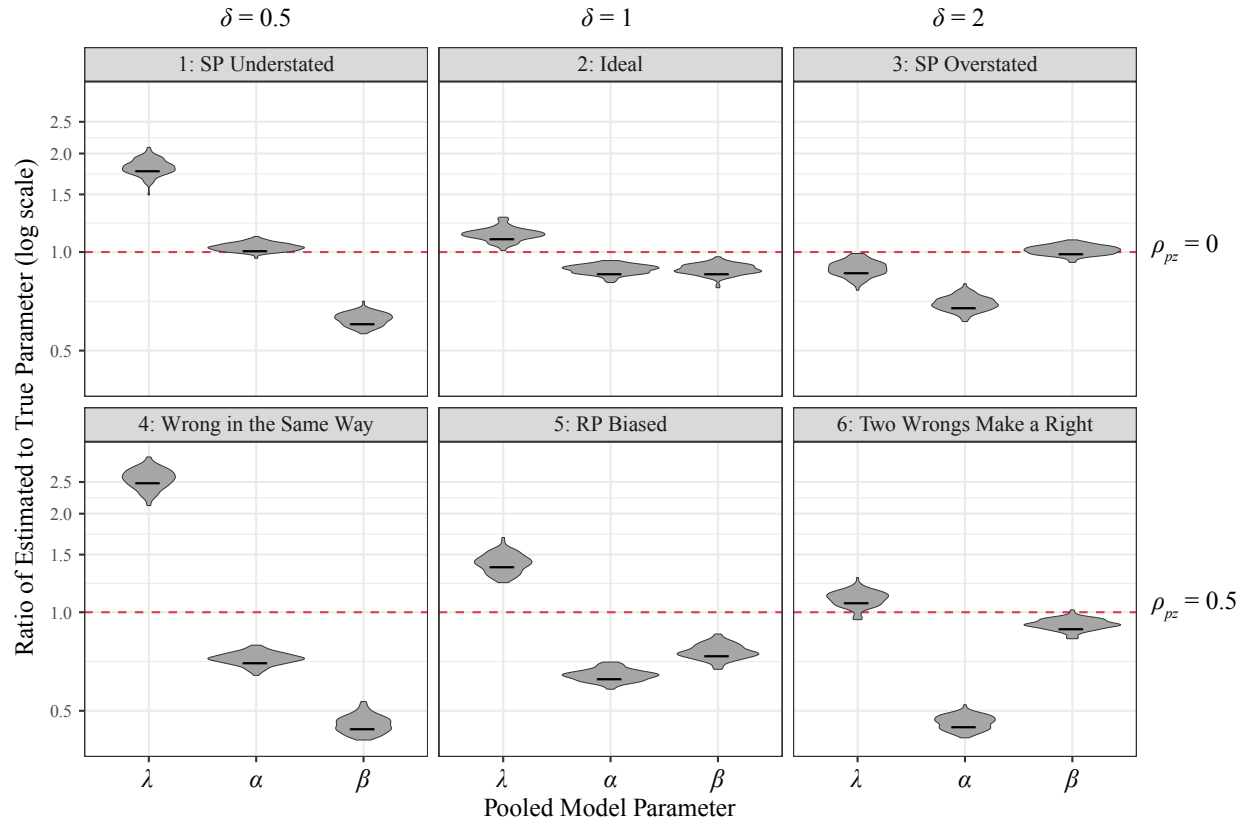 δ = 0.5 δ = 1 δ = 2
1: SP Understated 2: Ideal 3: SP Overstated
2.5
2.0
1.5
1.0
0.5
ρpz = 0
4: Wrong in the Same Way 5: RP Biased 6: Two Wrongs Make a Right
2.5
2.0
1.5
1.0
0.5
ρpz = 0.5
λ α β λ α β λ α β
Pooled Model Parameter
Ratio of Estimated to True Parameter (log scale)